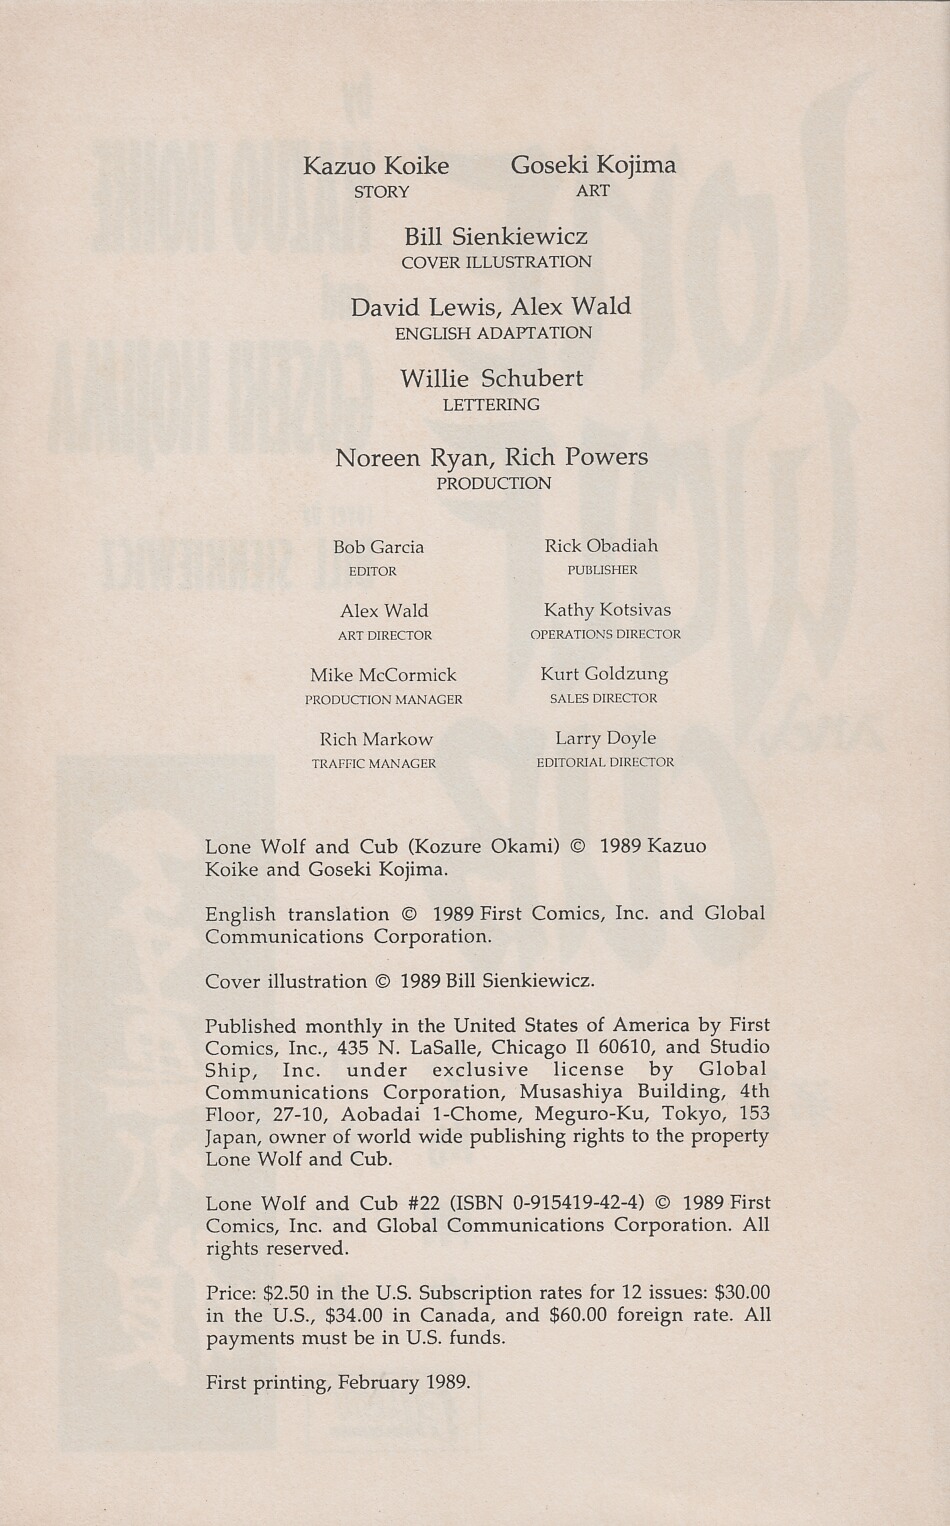 Kazuo Koike Goseki Kojima
STORY ART
Bill Sienkiewicz
COVER ILLUSTRATION
David Lewis, Alex Wald
ENGLISH ADAPTATION
Willie Schubert
LETTERING
Noreen Ryan, Rich Powers
PRODUCTION
Bob Garcia Rick Obadiah
EDITOR PUBLISHER
Alex Wald Kathy Kotsivas
ART DIRECTOR OPERATIONS DIRECTOR
Mike McCormick Kurt Goldzung
PRODUCTION MANAGER SALES DIRECTOR
Rich Markow Larry Doyle
TRAFFIC MANAGER EDITORIAL DIRECTOR
Lone Wolf and Cub (Kozure Okami) © 1989 Kazuo
Koike and Goseki Kojima.
English translation © 1989 First Comics, Inc. and Global
Communications Corporation.
Cover illustration © 1989 Bill Sienkiewicz.
Published monthly in the United States of America by First
Comics, Inc., 435 N. LaSalle, Chicago Il 60610, and Studio
Ship, Inc. under exclusive license by Global
Communications Corporation, Musashiya Building, 4th
Floor, 27-10, Aobadai 1-Chome, Meguro-Ku, Tokyo, 153
Japan, owner of world wide publishing rights to the property
Lone Wolf and Cub.
Lone Wolf and Cub #22 (ISBN 0-915419-42-4) © 1989 First
Comics, Inc. and Global Communications Corporation. All
rights reserved.
Price: $2.50 in the U.S. Subscription rates for 12 issues: $30.00
in the U.S., $34.00 in Canada, and $60.00 foreign rate. All
payments must be in U.S. funds.
First printing, February 1989.